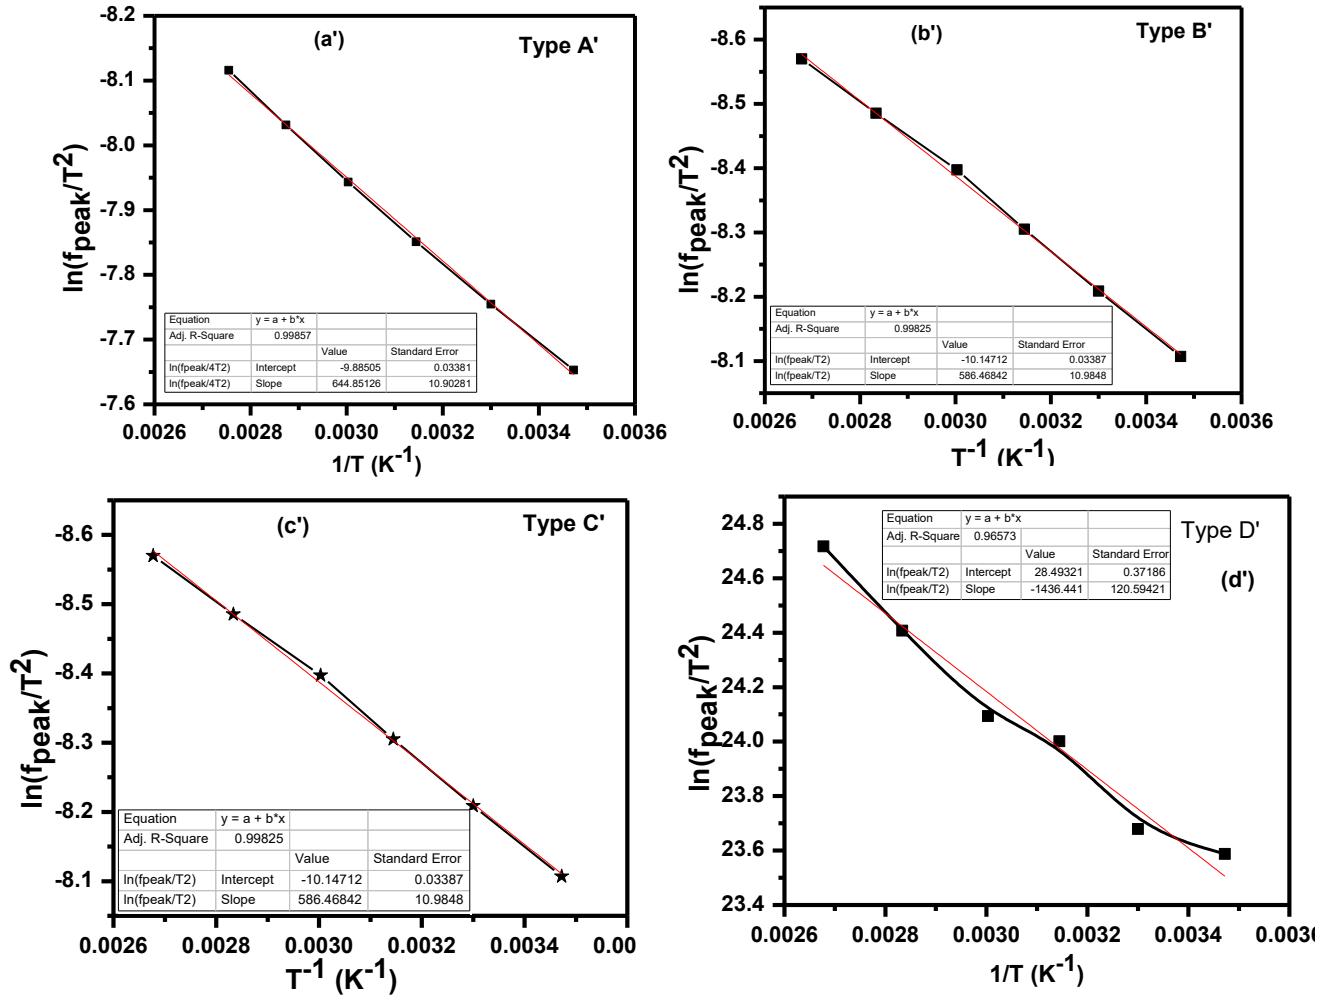 (a')
Type A'
-8.2
-8.1
-8.0
-7.9
-7.8
-7.7
-7.6
ln(fpeak/T2)
Equation y = a + b*x
Adj. R-Square 0.99857
Value Standard Error
ln(fpeak/4T2) Intercept -9.88505 0.03381
ln(fpeak/4T2) Slope 644.85126 10.90281
0.0026 0.0028 0.0030 0.0032 0.0034 0.0036
1/T (K-1)
(b')
Type B'
-8.6
-8.5
-8.4
-8.3
-8.2
-8.1
ln(fpeak/T2)
Equation y = a + b*x
Adj. R-Square 0.99825
Value Standard Error
ln(fpeak/T2) Intercept -10.14712 0.03387
ln(fpeak/T2) Slope 586.46842 10.9848
0.0026 0.0028 0.0030 0.0032 0.0034 0.0036
T-1 (K-1)
(c')
Type C'
-8.6
-8.5
-8.4
-8.3
-8.2
-8.1
ln(fpeak/T2)
Equation y = a + b*x
Adj. R-Square 0.99825
Value Standard Error
ln(fpeak/T2) Intercept -10.14712 0.03387
ln(fpeak/T2) Slope 586.46842 10.9848
0.0026 0.0028 0.0030 0.0032 0.0034 0.00
T-1 (K-1)
Type D'
(d')
24.8
24.6
24.4
24.2
24.0
23.8
23.6
23.4
ln(fpeak/T2)
Equation y = a + b*x
Adj. R-Square 0.96573
Value Standard Error
ln(fpeak/T2) Intercept 28.49321 0.37186
ln(fpeak/T2) Slope -1436.441 120.59421
0.0026 0.0028 0.0030 0.0032 0.0034 0.003
1/T (K-1)